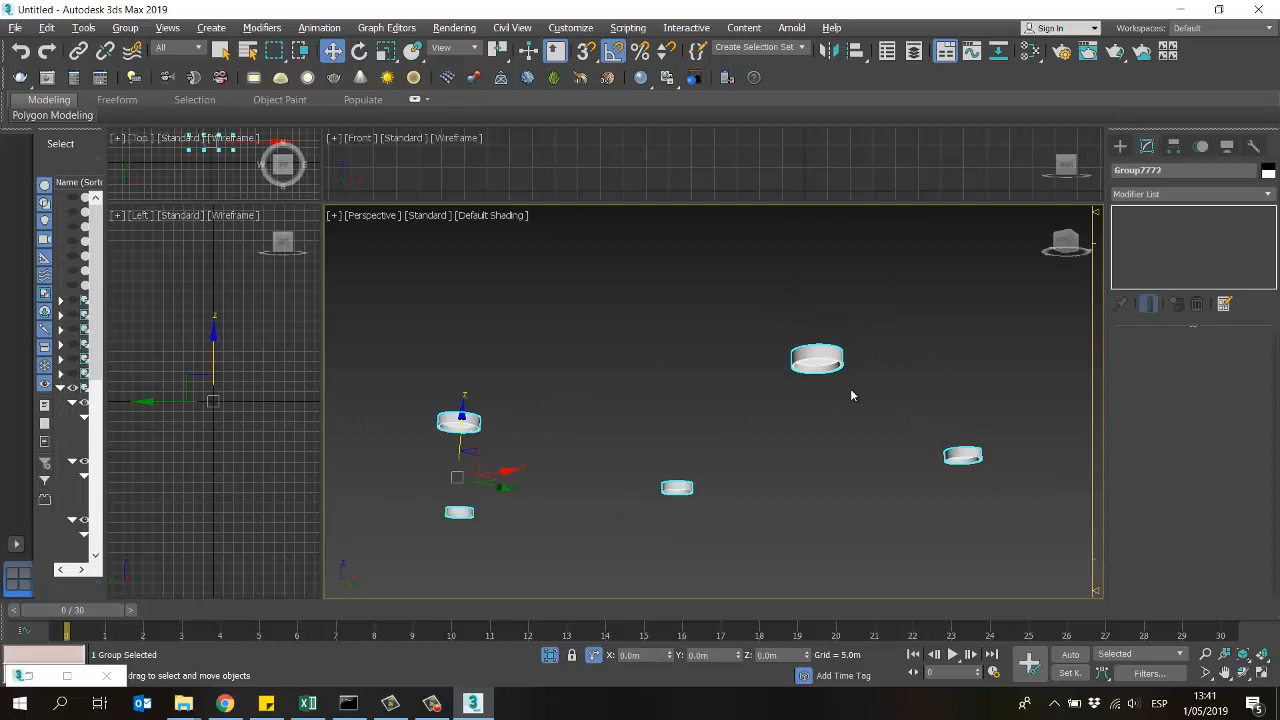 Untitled - Autodesk 3ds Max 2019
File Edit Tools Group Views Create Modifiers Animation Graph Editors Rendering Civil View Customize Scripting Interactive Content Arnold Help Sign In Workspaces: Default
All View Create Selection Set
Modeling Freeform Selection Object Paint Populate
Polygon Modeling
Select
Name (Sorte
[+] [Top] [Standard] [Wireframe]
[+] [Front] [Standard] [Wireframe]
[+] [Left] [Standard] [Wireframe]
[+] [Perspective] [Standard] [Default Shading]
Group7772
Modifier List
0 / 30
0 1 2 3 4 5 6 7 8 9 10 11 12 13 14 15 16 17 18 19 20 21 22 23 24 25 26 27 28 29 30
1 Group Selected X: 0.0m Y: 0.0m Z: 0.0m Grid = 5.0m Auto Selected
drag to select and move objects Add Time Tag Set K. Filters... 0
ESP 13:41
1/05/2019 5